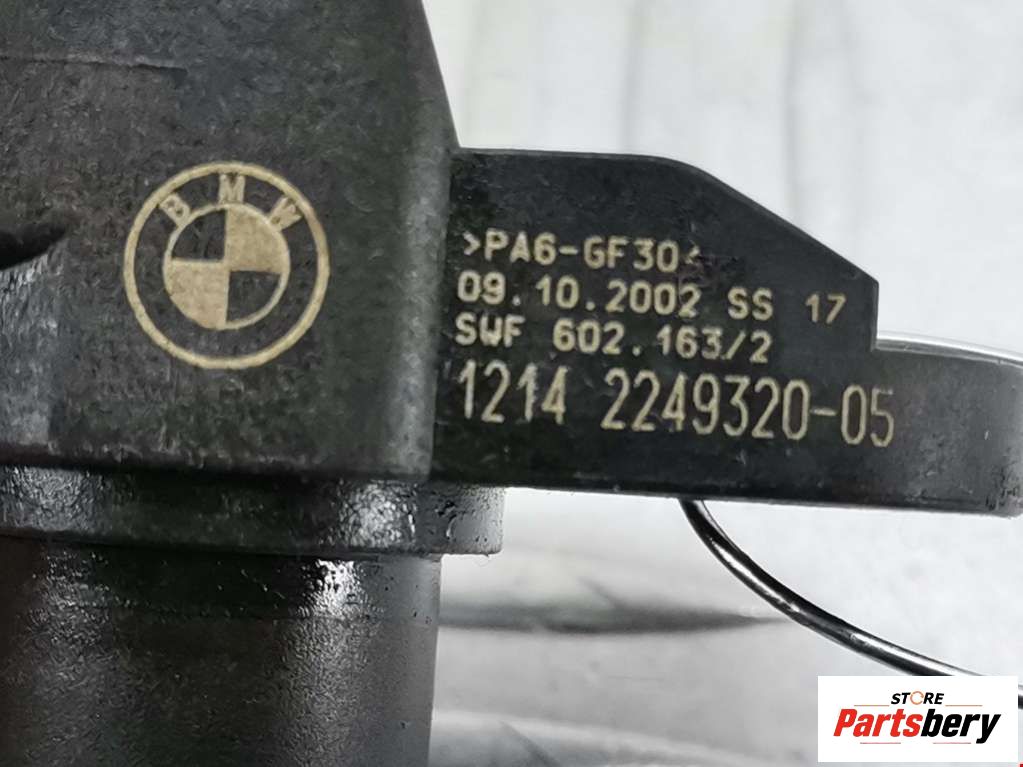 BMW
>PA6-GF30<
09.10.2002 SS 17
SWF 602.163/2
1214 2249320-05
STORE
Partsbery